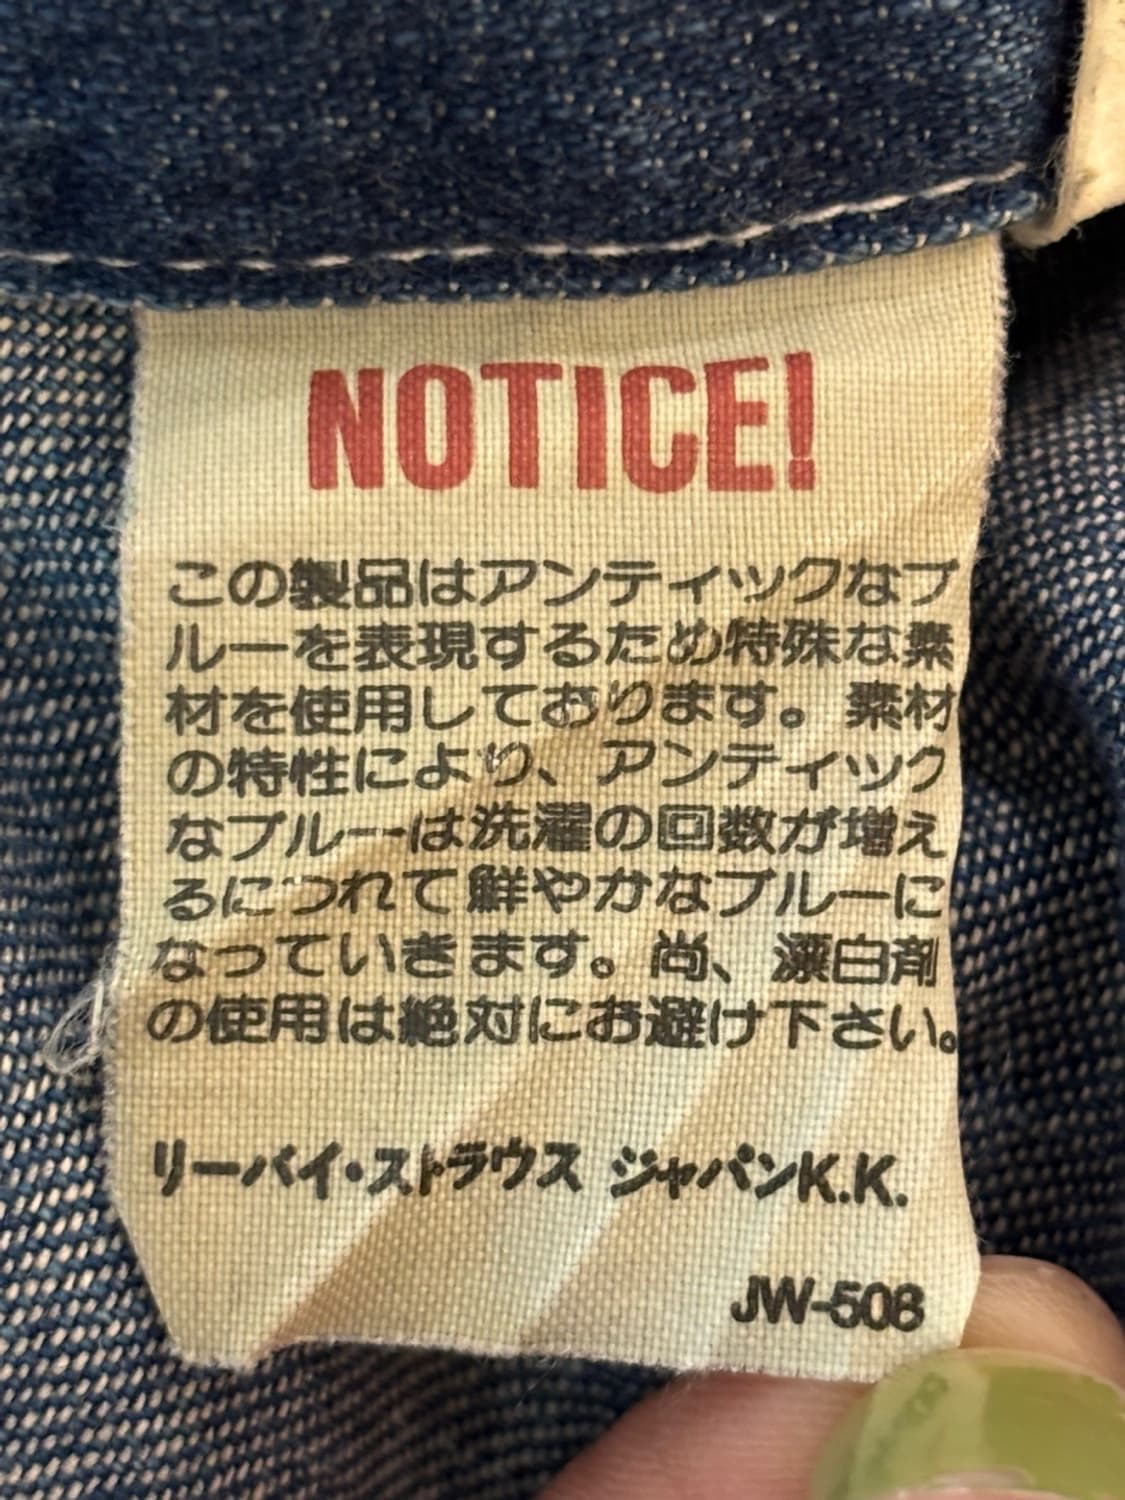 NOTICE!
この製品はアンティックなブ
ルーを表現するため特殊な素
材を使用しております。素材
の特性により、アンティック
なブルーは洗濯の回数が増え
るにつれて鮮やかなブルーに
なっていきます。尚、漂白剤
の使用は絶対にお避け下さい。
リーバイ・ストラウス ジャパンK.K.
JW-508